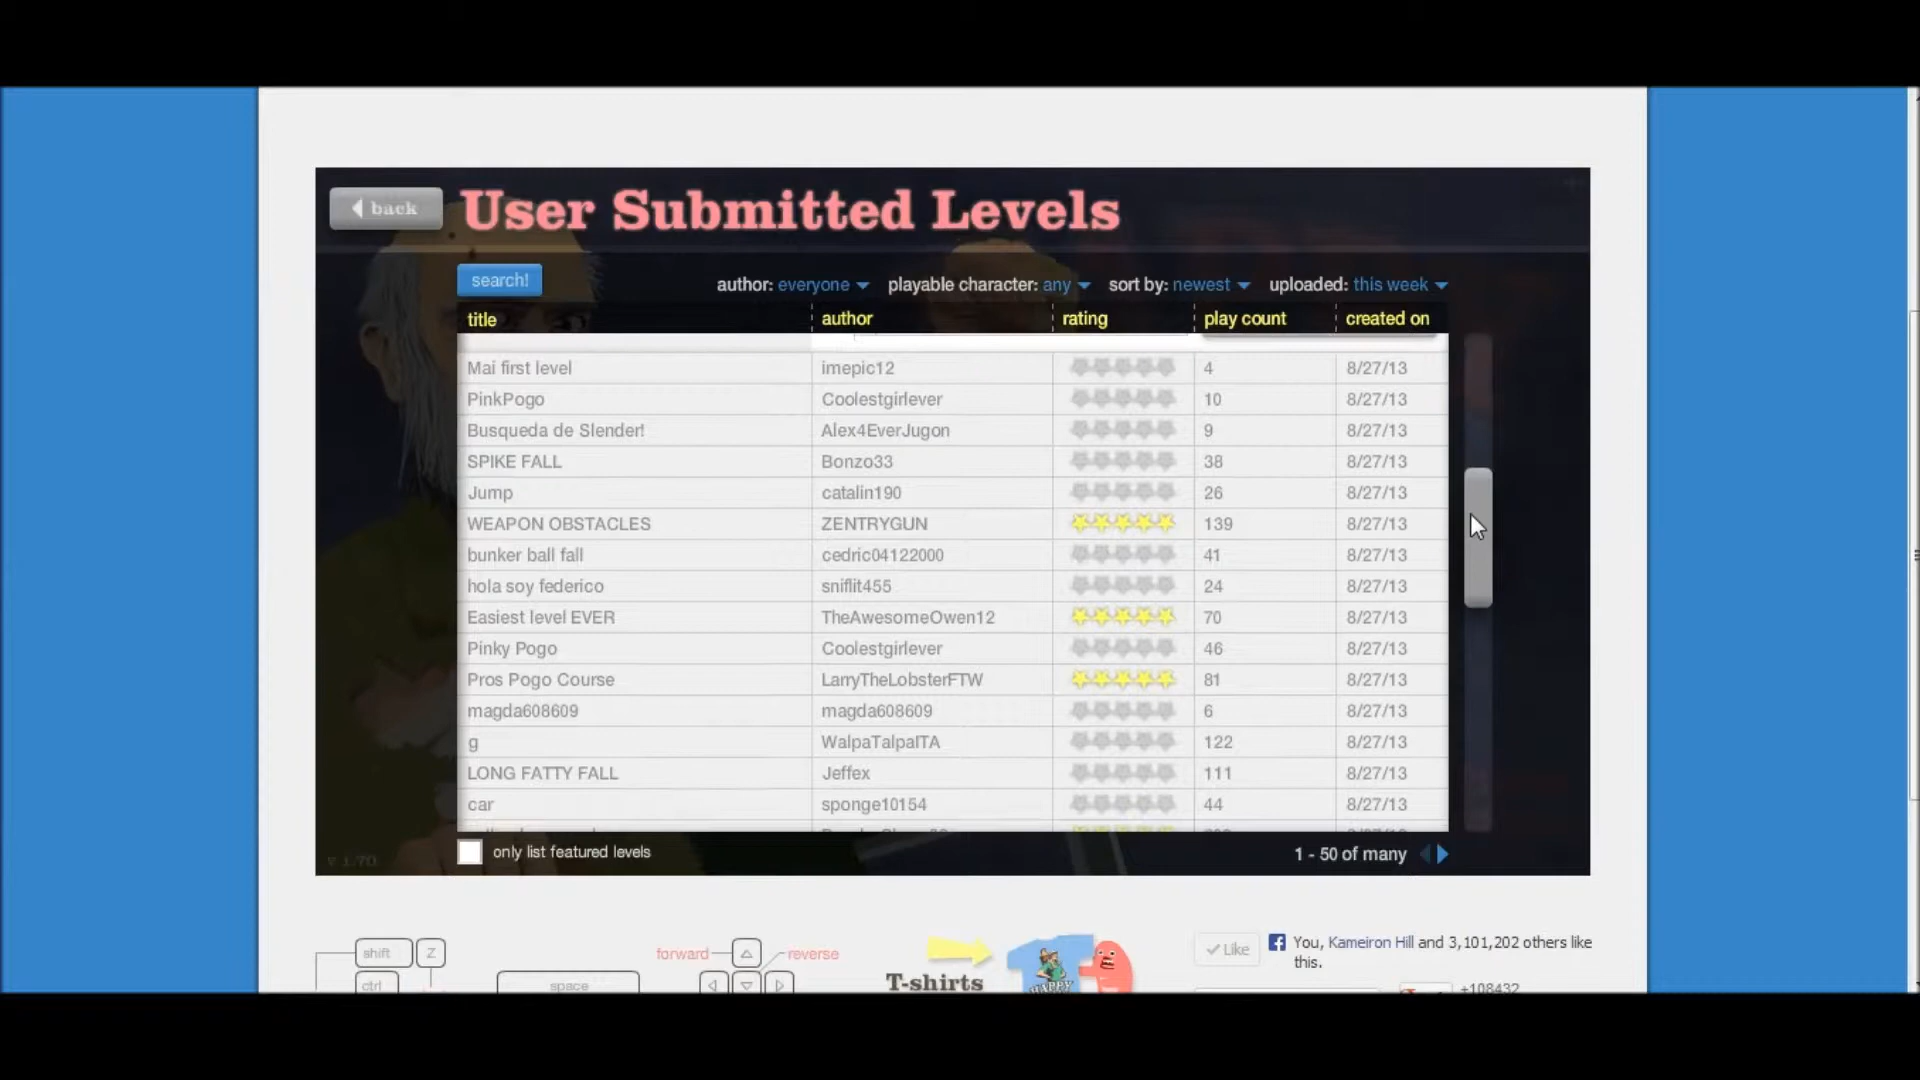 back
User Submitted Levels
search!
author: everyone playable character: any sort by: newest uploaded: this week
title author rating play count created on
Mai first level imepic12 4 8/27/13
PinkPogo Coolestgirlever 10 8/27/13
Busqueda de Slender! Alex4EverJugon 9 8/27/13
SPIKE FALL Bonzo33 38 8/27/13
Jump catalin190 26 8/27/13
WEAPON OBSTACLES ZENTRYGUN 139 8/27/13
bunker ball fall cedric04122000 41 8/27/13
hola soy federico sniflit455 24 8/27/13
Easiest level EVER TheAwesomeOwen12 70 8/27/13
Pinky Pogo Coolestgirlever 46 8/27/13
Pros Pogo Course LarryTheLobsterFTW 81 8/27/13
magda608609 magda608609 6 8/27/13
g WalpaTalpaITA 122 8/27/13
LONG FATTY FALL Jeffex 111 8/27/13
car sponge10154 44 8/27/13
only list featured levels 1 - 50 of many
v 1.70
shift Z forward reverse Like You, Kameiron Hill and 3,101,202 others like
this.
ctrl space T-shirts HAPPY +108432